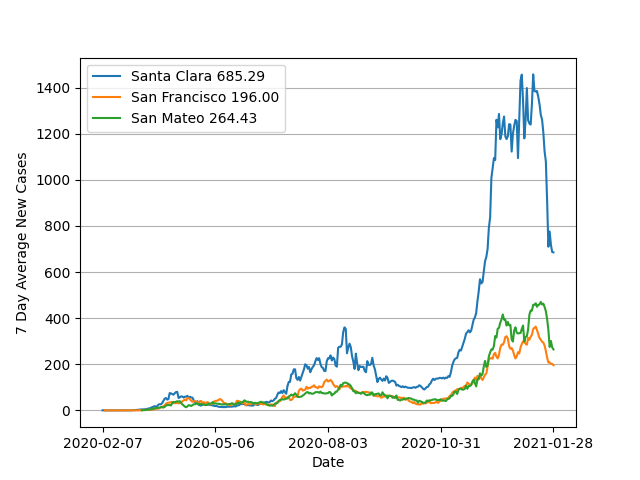 Santa Clara 685.29
San Francisco 196.00
San Mateo 264.43
1400
1200
1000
800
600
400
200
0
7 Day Average New Cases
2020-02-07 2020-05-06 2020-08-03 2020-10-31 2021-01-28
Date